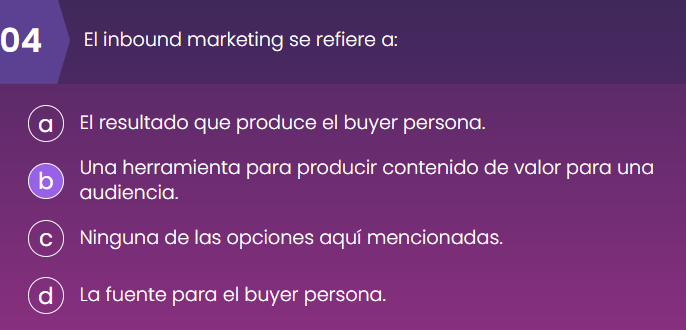 04
El inbound marketing se refiere a:
a El resultado que produce el buyer persona.
b Una herramienta para producir contenido de valor para una
audiencia.
c Ninguna de las opciones aquí mencionadas.
d La fuente para el buyer persona.